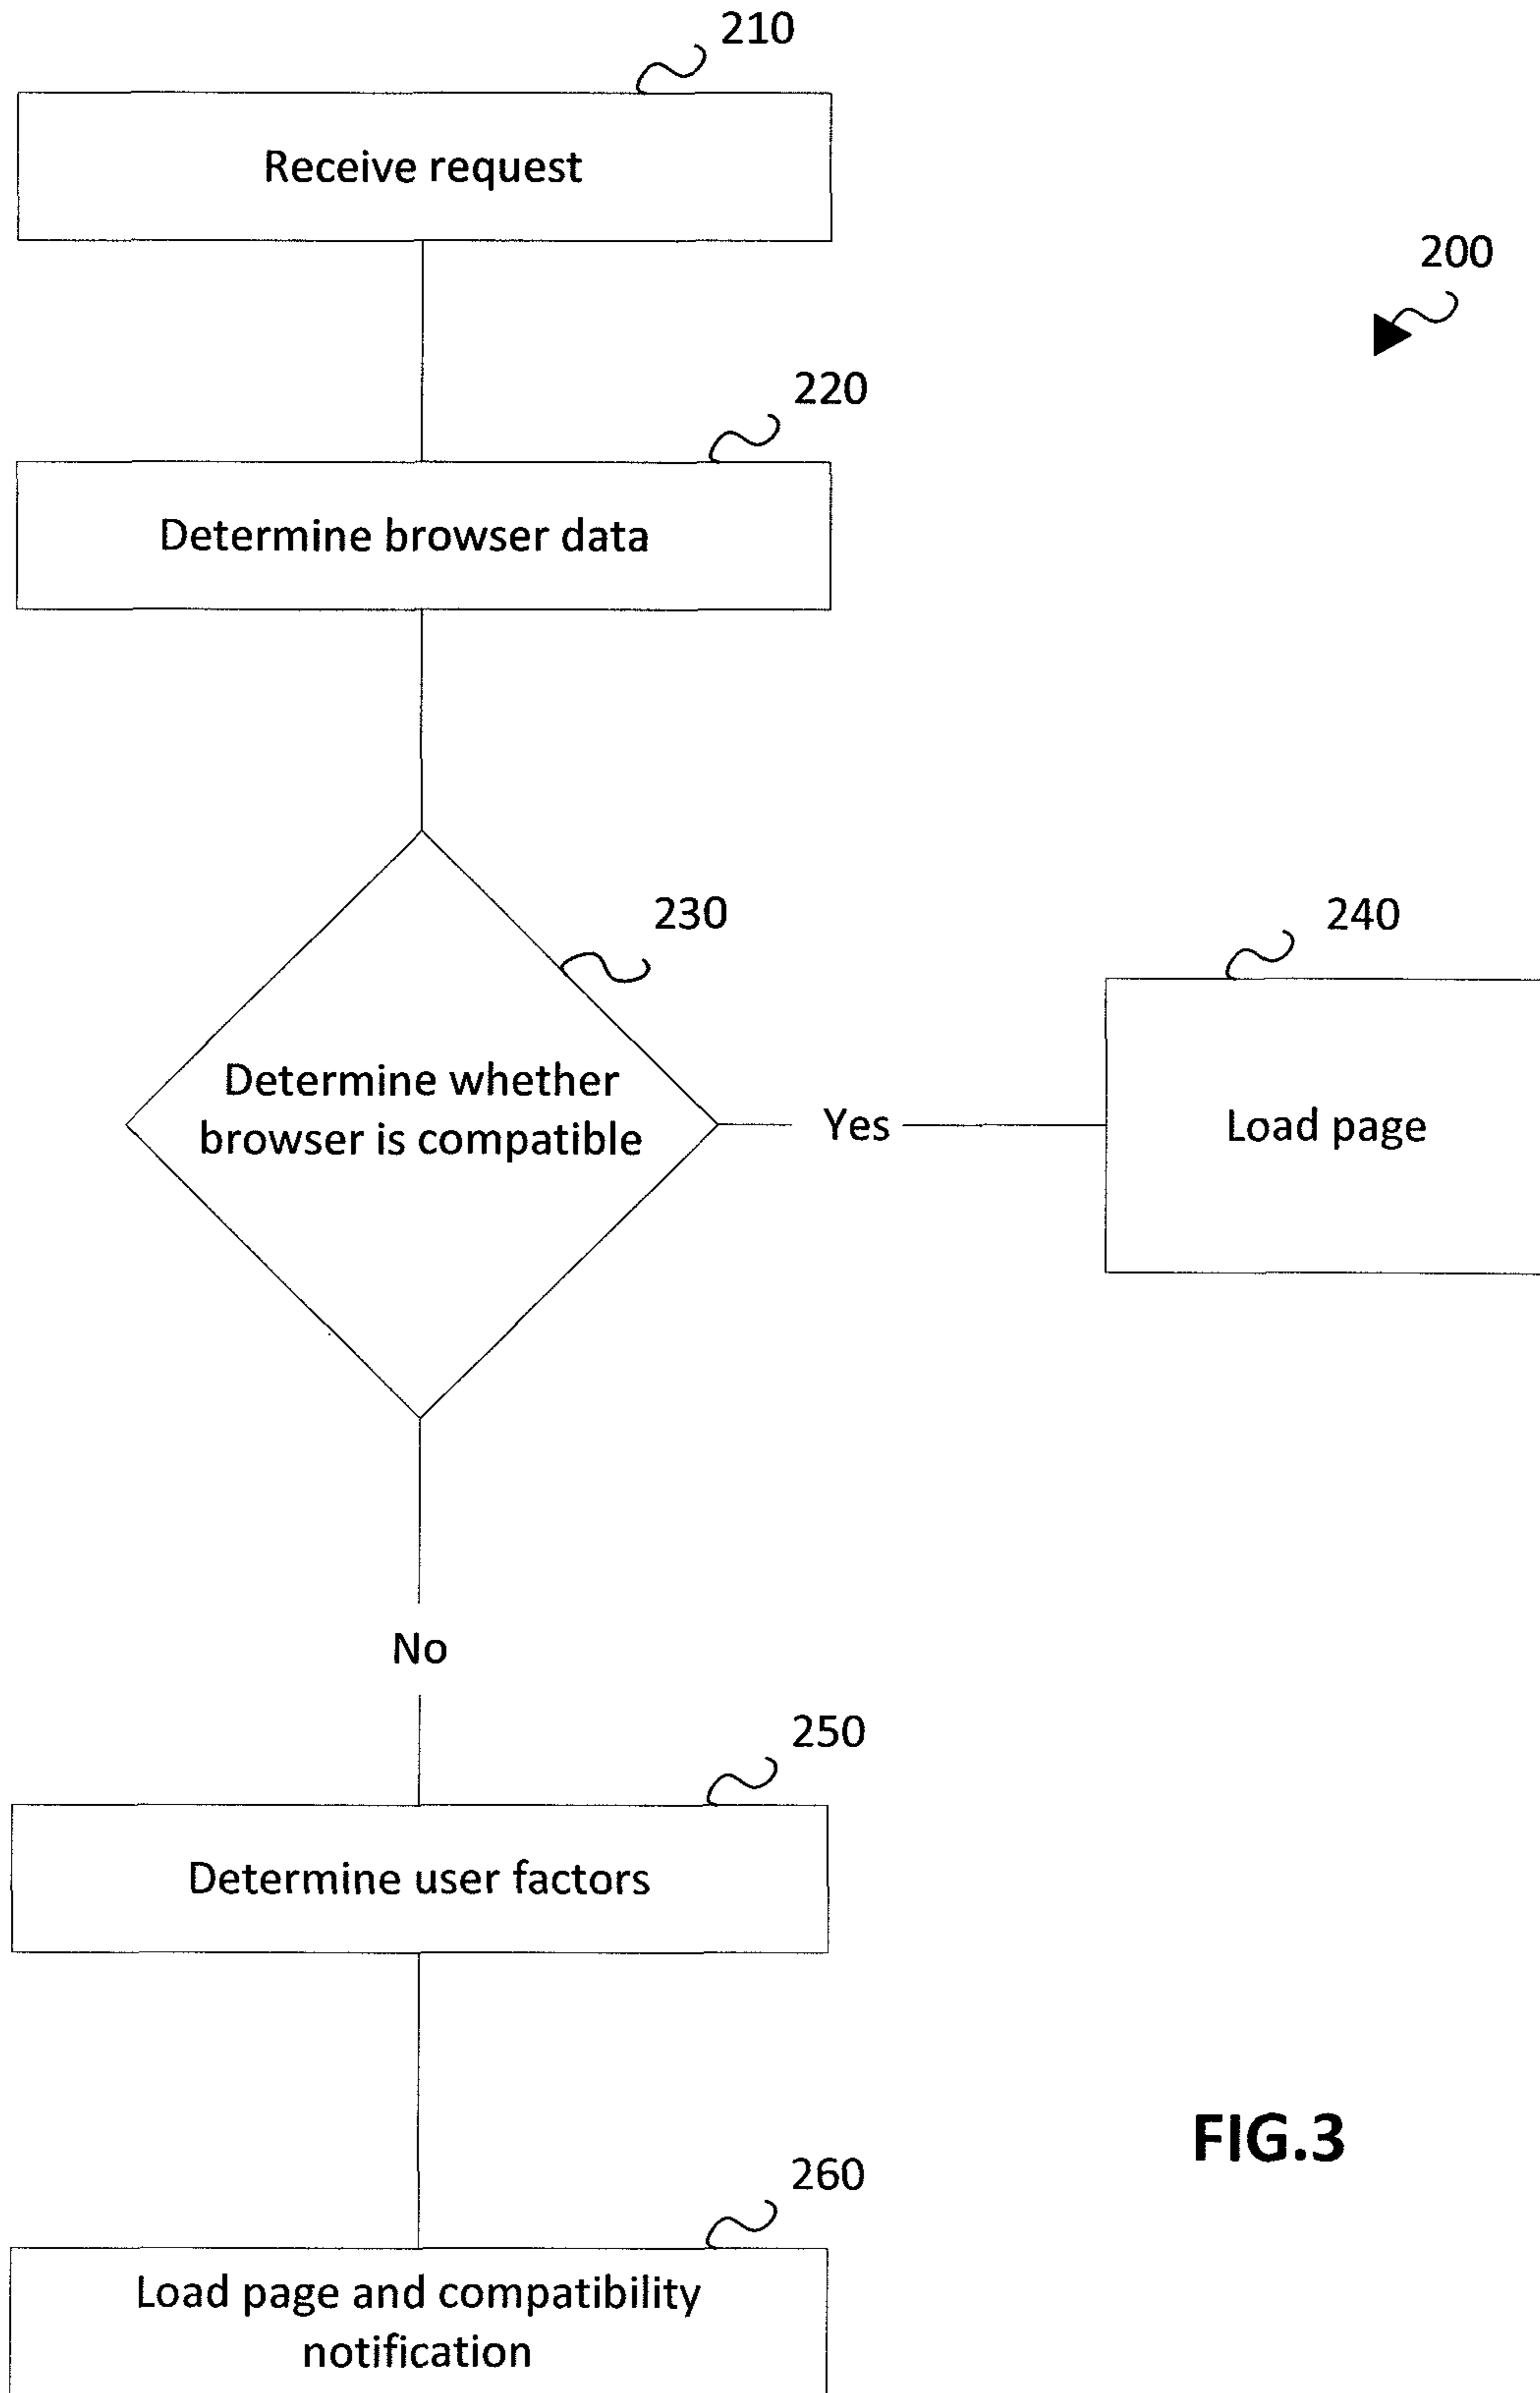 210
Receive request
200
220
Determine browser data
230
240
Determine whether
browser is compatible
Yes
Load page
No
250
Determine user factors
FIG.3
260
Load page and compatibility
notification